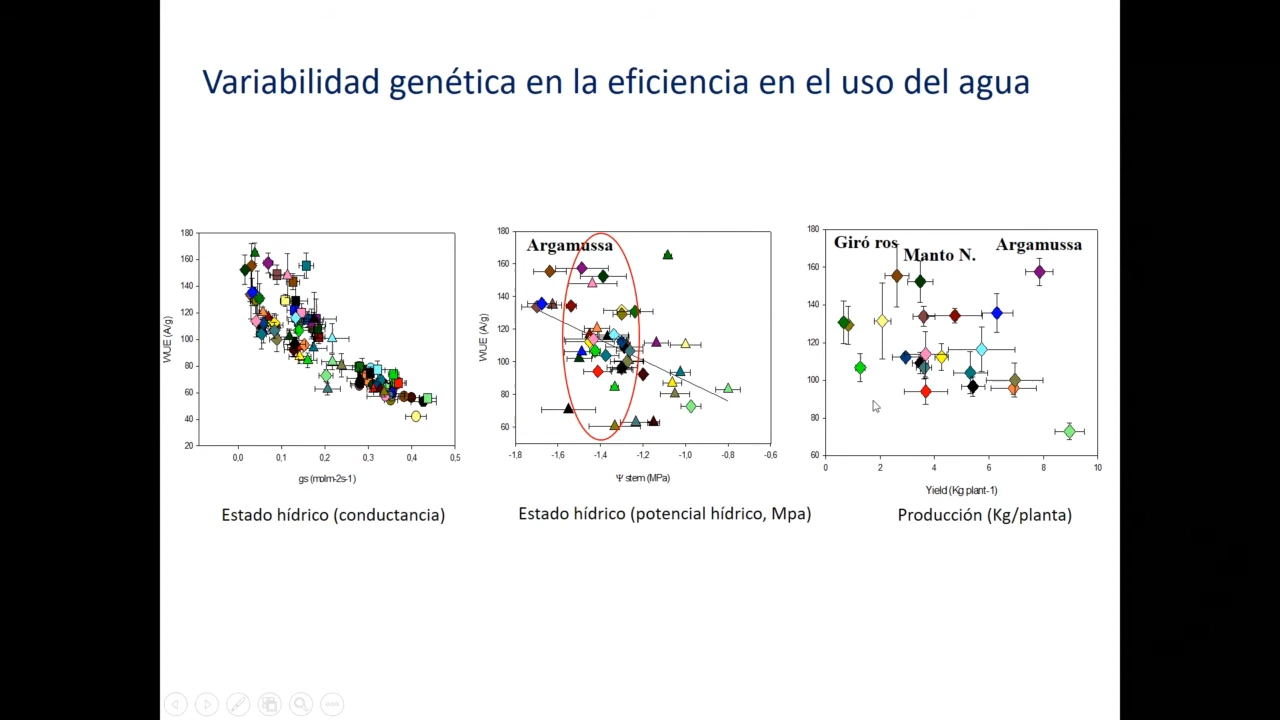 Variabilidad genética en la eficiencia en el uso del agua
180
160
140
120
100
80
60
40
20
WUE (A/g)
0,0 0,1 0,2 0,3 0,4 0,5
gs (molm-2s-1)
Estado hídrico (conductancia)
Argamussa
180
160
140
120
100
80
60
WUE (A/g)
-1,8 -1,6 -1,4 -1,2 -1,0 -0,8 -0,6
Ψ stem (MPa)
Estado hídrico (potencial hídrico, Mpa)
Giró ros
Manto N.
Argamussa
180
160
140
120
100
80
60
0 2 4 6 8 10
Yield (Kg plant-1)
Producción (Kg/planta)